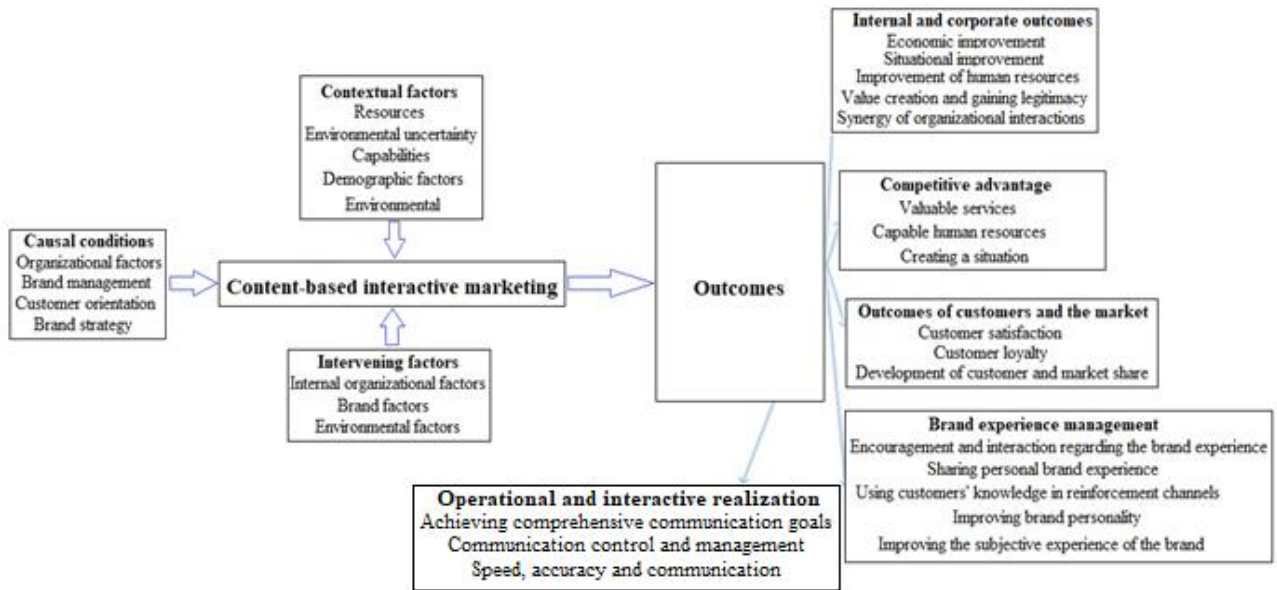 Internal and corporate outcomes
Economic improvement
Situational improvement
Improvement of human resources
Value creation and gaining legitimacy
Synergy of organizational interactions
Contextual factors
Resources
Environmental uncertainty
Capabilities
Demographic factors
Environmental
Causal conditions
Organizational factors
Brand management
Customer orientation
Brand strategy
Content-based interactive marketing
Intervening factors
Internal organizational factors
Brand factors
Environmental factors
Outcomes
Competitive advantage
Valuable services
Capable human resources
Creating a situation
Outcomes of customers and the market
Customer satisfaction
Customer loyalty
Development of customer and market share
Brand experience management
Encouragement and interaction regarding the brand experience
Sharing personal brand experience
Using customers' knowledge in reinforcement channels
Improving brand personality
Improving the subjective experience of the brand
Operational and interactive realization
Achieving comprehensive communication goals
Communication control and management
Speed, accuracy and communication